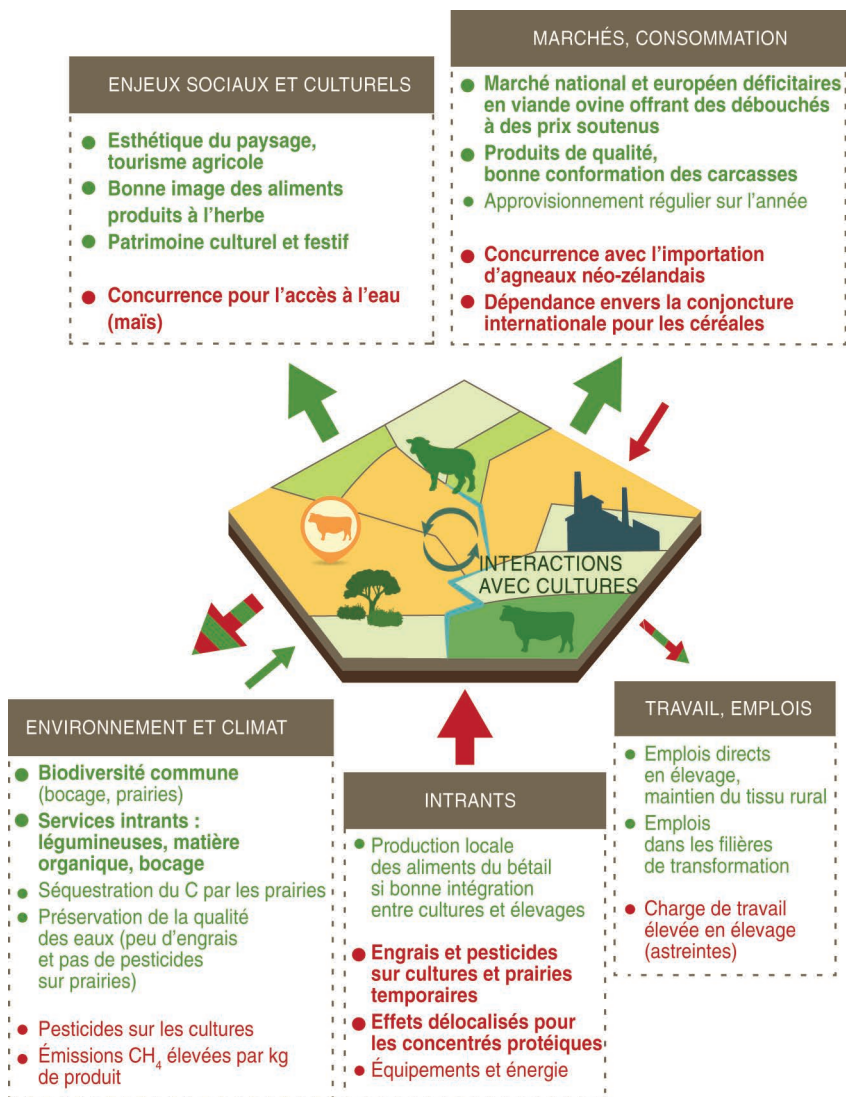 ENJEUX SOCIAUX ET CULTURELS
Esthétique du paysage,
tourisme agricole
Bonne image des aliments
produits à l'herbe
Patrimoine culturel et festif
Concurrence pour l'accès à l'eau
(maïs)
MARCHÉS, CONSOMMATION
Marché national et européen déficitaires
en viande ovine offrant des débouchés
à des prix soutenus
Produits de qualité,
bonne conformation des carcasses
Approvisionnement régulier sur l'année
Concurrence avec l'importation
d'agneaux néo-zélandais
Dépendance envers la conjoncture
internationale pour les céréales
INTERACTIONS
AVEC CULTURES
ENVIRONNEMENT ET CLIMAT
Biodiversité commune
(bocage, prairies)
Services intrants :
légumineuses, matière
organique, bocage
Séquestration du C par les prairies
Préservation de la qualité
des eaux (peu d'engrais
et pas de pesticides
sur prairies)
Pesticides sur les cultures
Émissions CH4 élevées par kg
de produit
INTRANTS
Production locale
des aliments du bétail
si bonne intégration
entre cultures et élevages
Engrais et pesticides
sur cultures et prairies
temporaires
Effets délocalisés pour
les concentrés protéiques
Équipements et énergie
TRAVAIL, EMPLOIS
Emplois directs
en élevage,
maintien du tissu rural
Emplois
dans les filières
de transformation
Charge de travail
élevée en élevage
(astreintes)